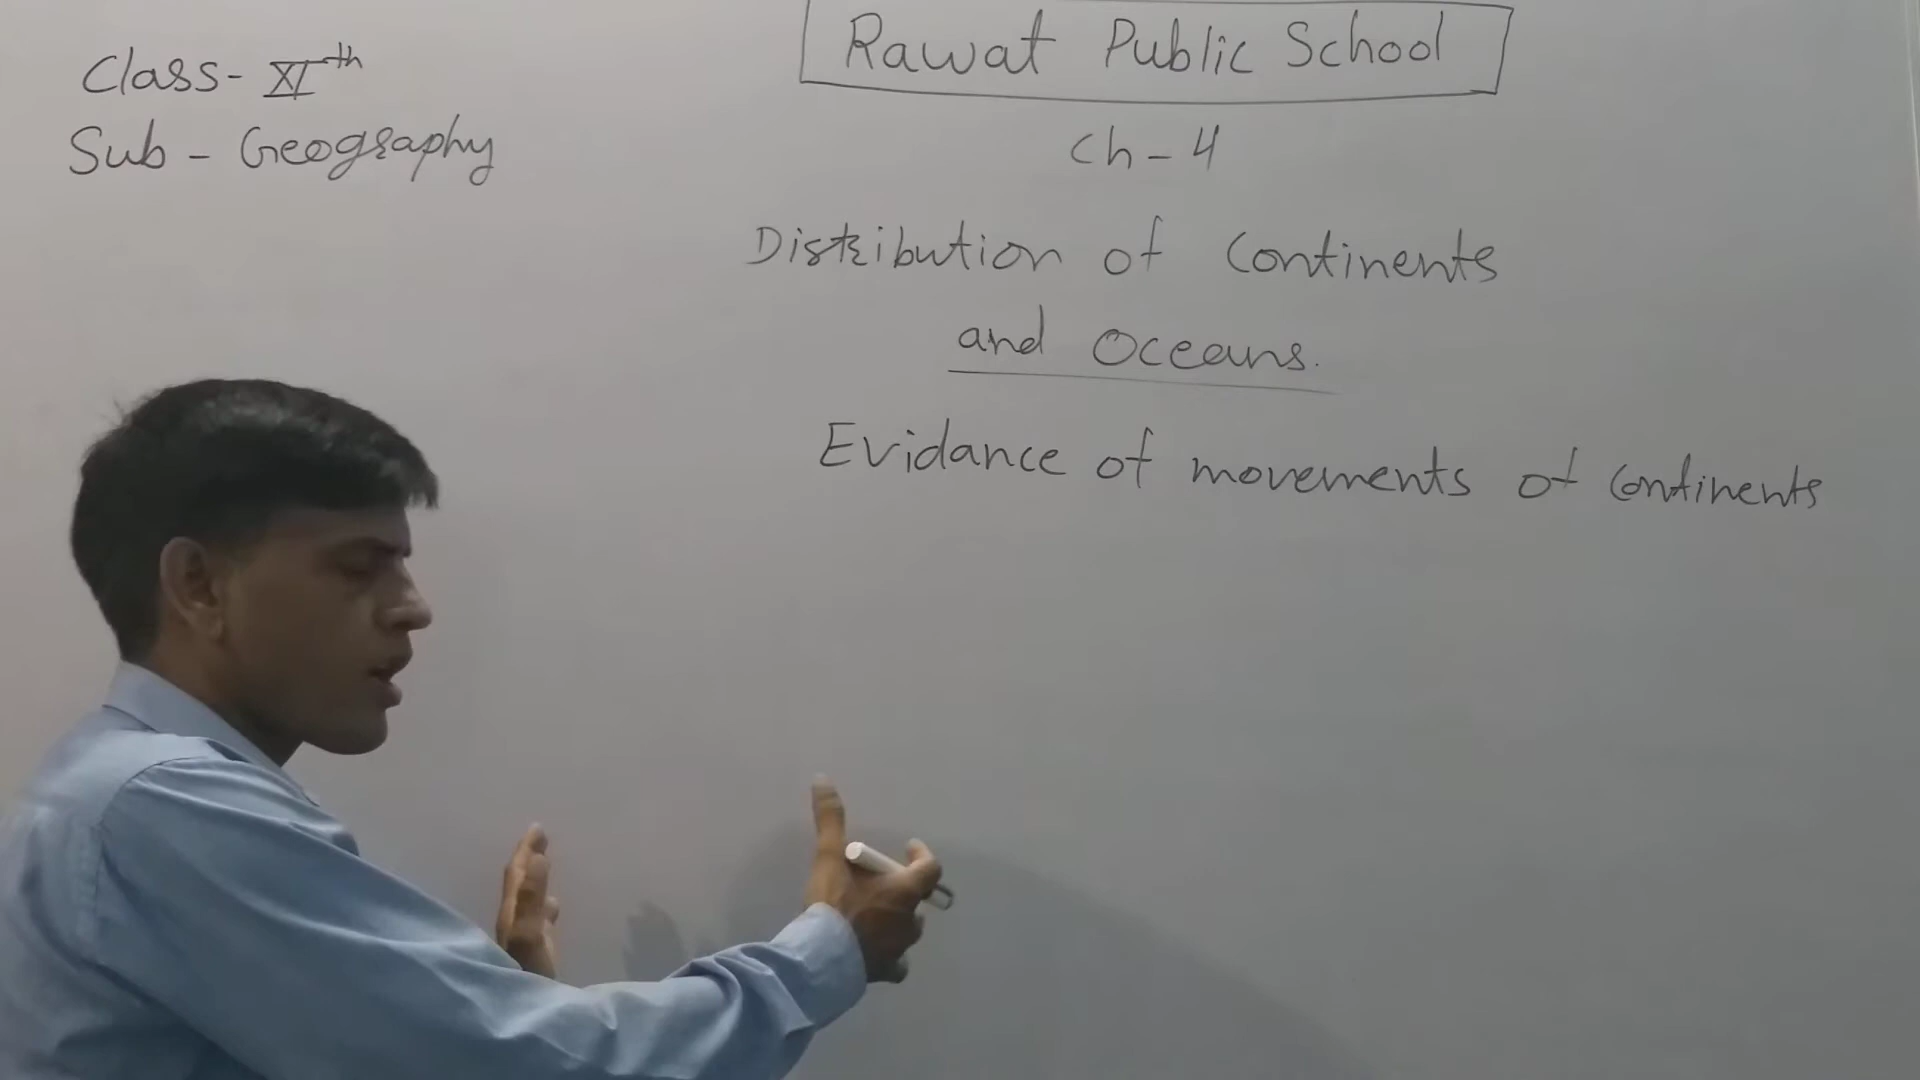 Class- XIth
Sub - Geography
Rawat Public School
Ch-4
Distribution of Continents
and Oceans.
Evidance of movements of Continents